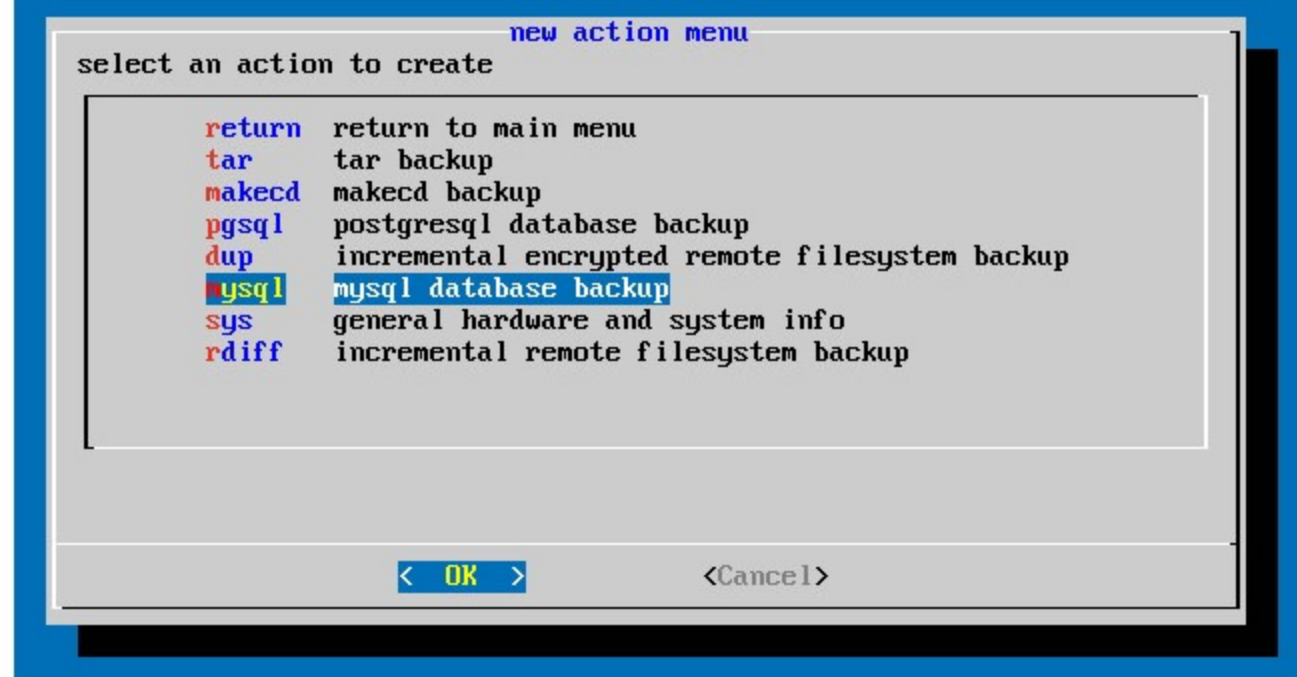 new action menu
select an action to create
return return to main menu
tar tar backup
makecd makecd backup
pgsql postgresql database backup
dup incremental encrypted remote filesystem backup
mysql mysql database backup
sys general hardware and system info
rdiff incremental remote filesystem backup
< OK > <Cancel>